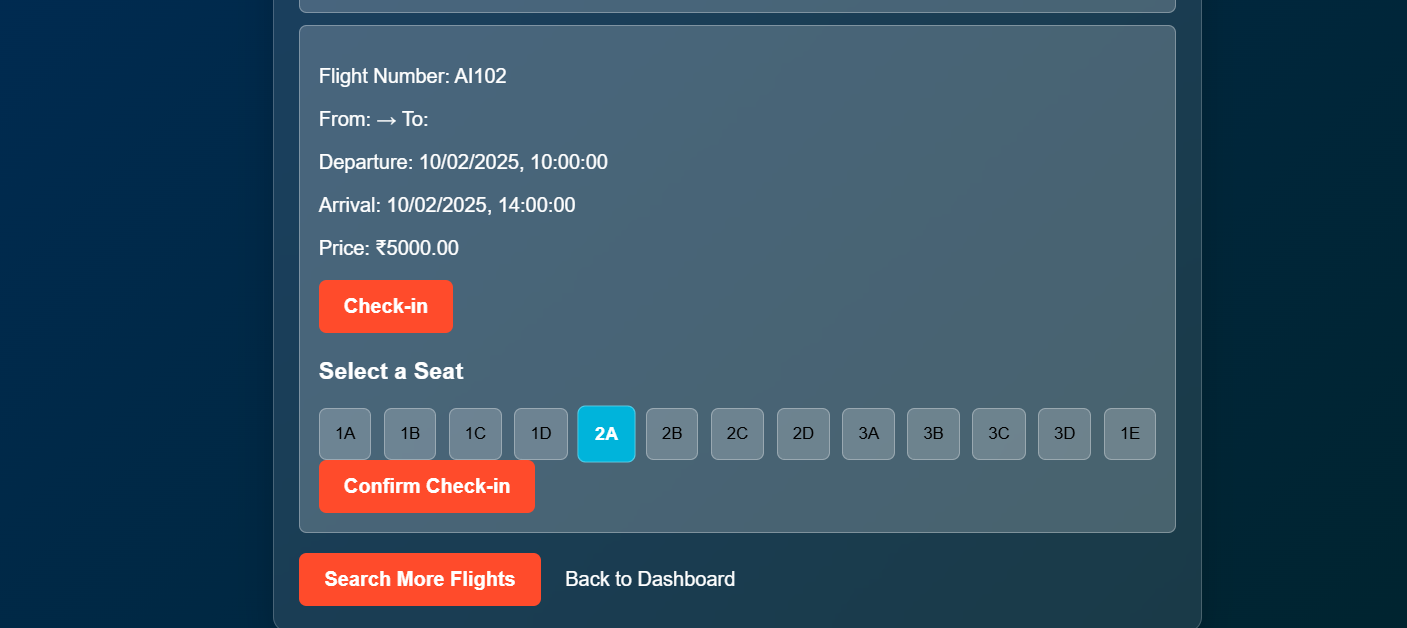 Flight Number: AI102
From: → To:
Departure: 10/02/2025, 10:00:00
Arrival: 10/02/2025, 14:00:00
Price: ₹5000.00
Check-in
Select a Seat
1A 1B 1C 1D 2A 2B 2C 2D 3A 3B 3C 3D 1E
Confirm Check-in
Search More Flights Back to Dashboard